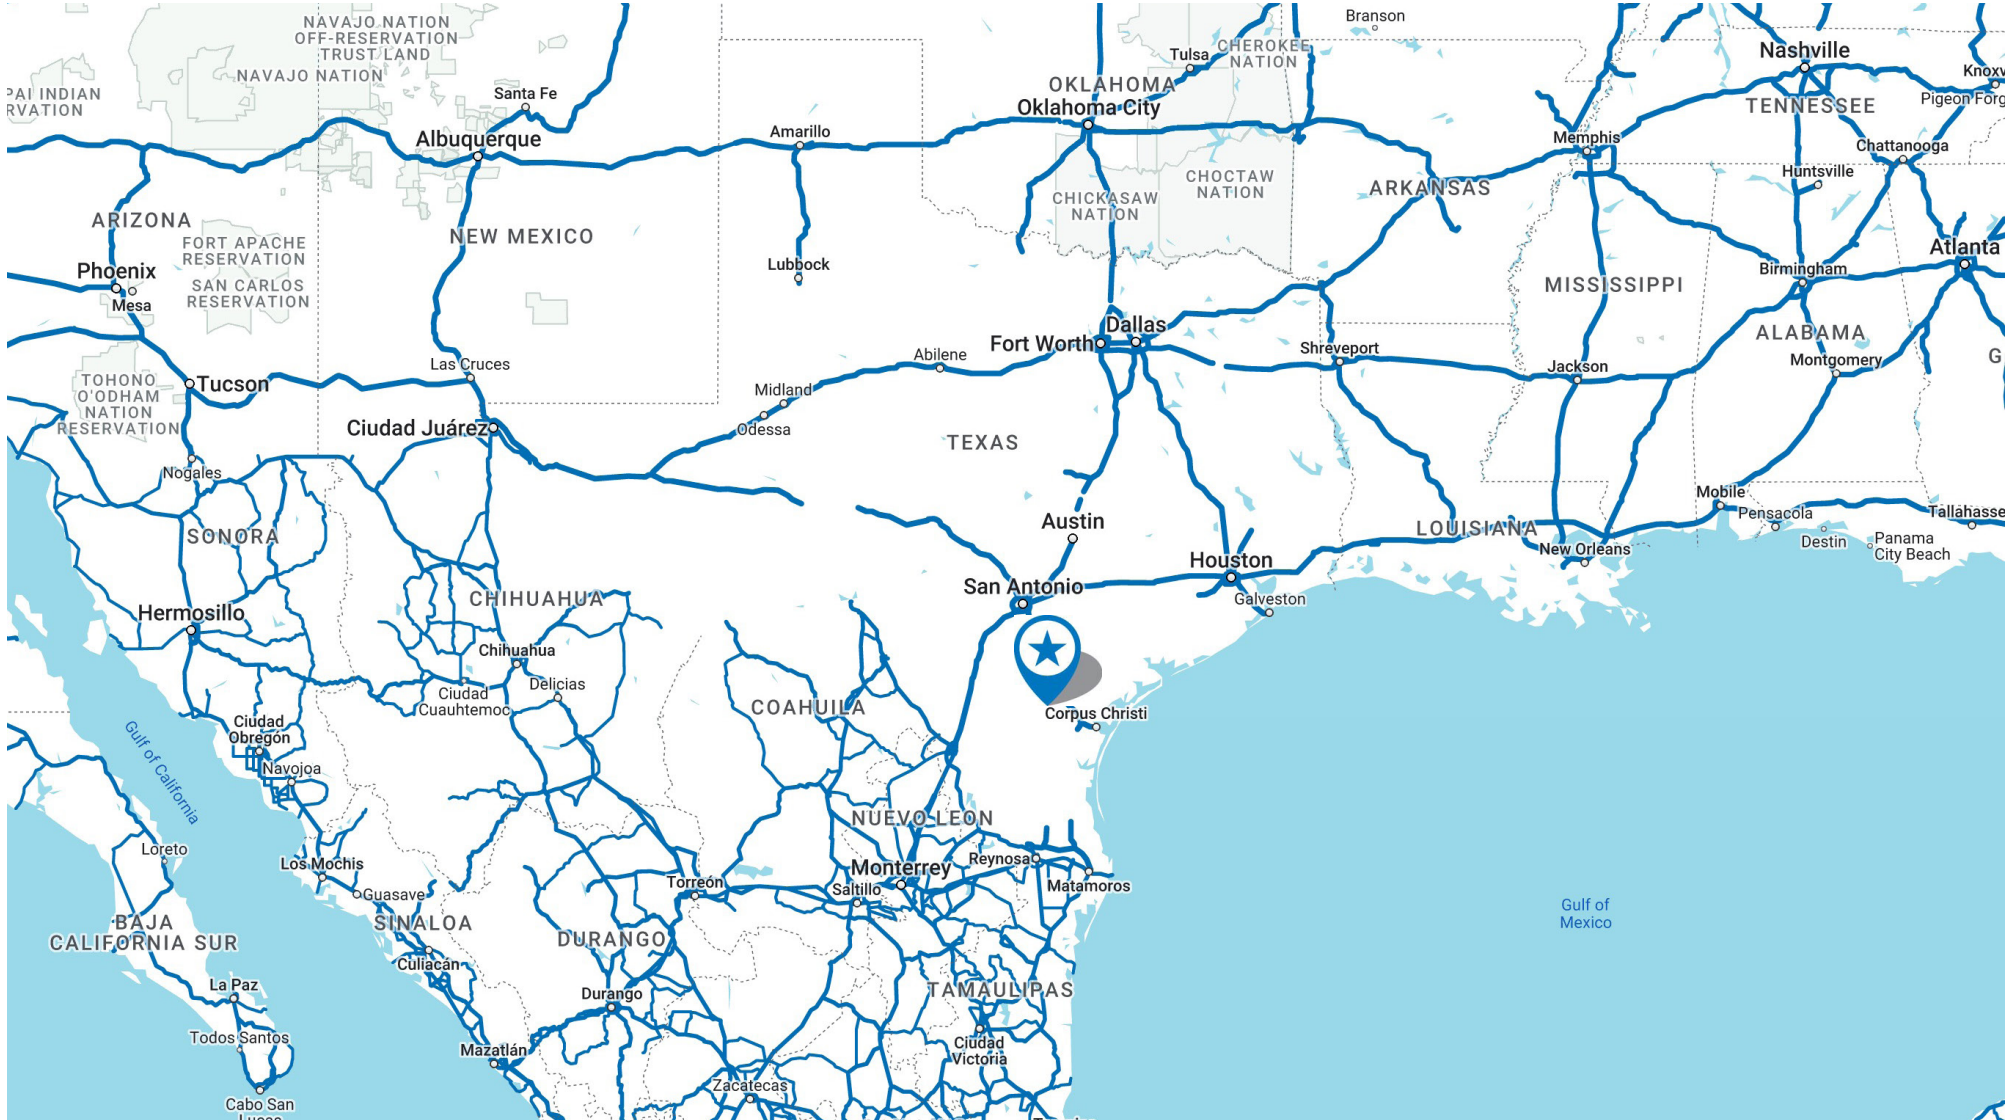 NAVAJO NATION
OFF-RESERVATION
TRUST LAND
NAVAJO NATION
PAI INDIAN
RVATION
Santa Fe
Albuquerque
Amarillo
OKLAHOMA
Oklahoma City
Tulsa
CHEROKEE
NATION
Branson
Nashville
TENNESSEE
Knoxv
Pigeon Forg
Memphis
Chattanooga
Huntsville
ARIZONA
FORT APACHE
RESERVATION
SAN CARLOS
RESERVATION
Phoenix
Mesa
NEW MEXICO
Lubbock
CHICKASAW
NATION
CHOCTAW
NATION
ARKANSAS
MISSISSIPPI
Birmingham
Atlanta
ALABAMA
Montgomery
G
TOHONO
O'ODHAM
NATION
RESERVATION
Tucson
Las Cruces
Ciudad Juárez
Midland
Odessa
Abilene
Fort Worth
Dallas
Shreveport
Jackson
Nogales
TEXAS
Austin
San Antonio
Houston
Galveston
LOUISIANA
New Orleans
Mobile
Pensacola
Destin
Panama
City Beach
Tallahasse
SONORA
Hermosillo
CHIHUAHUA
Chihuahua
Ciudad
Cuauhtemoc
Delicias
COAHUILA
Corpus Christi
Gulf of California
Ciudad
Obregón
Navojoa
NUEVO LEON
Loreto
Los Mochis
Guasave
Torreón
Saltillo
Monterrey
Reynosa
Matamoros
Gulf of
Mexico
BAJA
CALIFORNIA SUR
SINALOA
Culiacán
DURANGO
Durango
TAMAULIPAS
La Paz
Todos Santos
Mazatlán
Ciudad
Victoria
Zacatecas
Cabo San